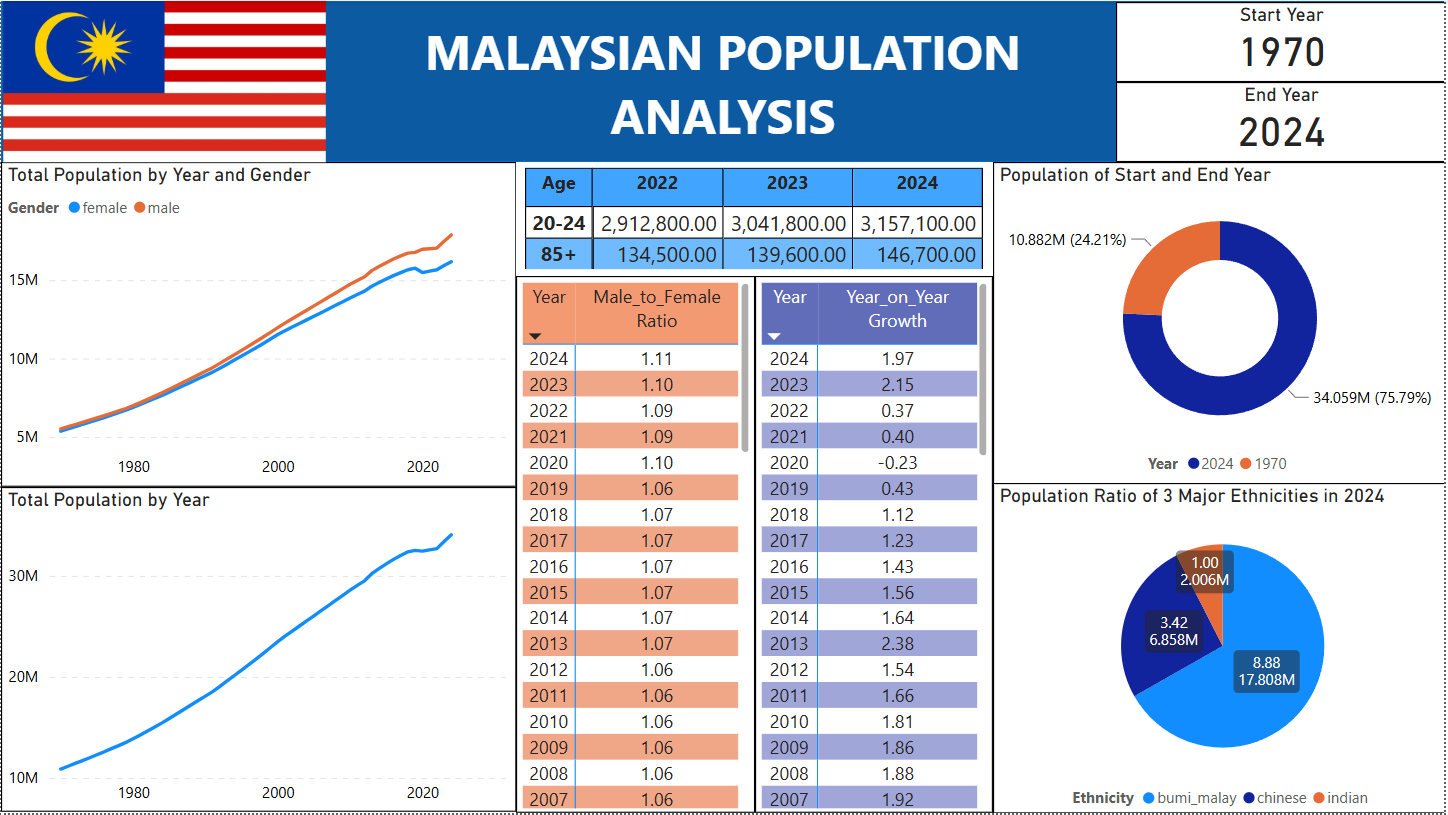 MALAYSIAN POPULATION
ANALYSIS
Start Year
1970
End Year
2024
Total Population by Year and Gender
Gender female male
15M
10M
5M
1980 2000 2020
Total Population by Year
30M
20M
10M
1980 2000 2020
Age 2022 2023 2024
20-24 2,912,800.00 3,041,800.00 3,157,100.00
85+ 134,500.00 139,600.00 146,700.00
Year Male_to_Female
Ratio
2024 1.11
2023 1.10
2022 1.09
2021 1.09
2020 1.10
2019 1.06
2018 1.07
2017 1.07
2016 1.07
2015 1.07
2014 1.07
2013 1.07
2012 1.06
2011 1.06
2010 1.06
2009 1.06
2008 1.06
2007 1.06
Year Year_on_Year
Growth
2024 1.97
2023 2.15
2022 0.37
2021 0.40
2020 -0.23
2019 0.43
2018 1.12
2017 1.23
2016 1.43
2015 1.56
2014 1.64
2013 2.38
2012 1.54
2011 1.66
2010 1.81
2009 1.86
2008 1.88
2007 1.92
Population of Start and End Year
10.882M (24.21%)
34.059M (75.79%)
Year 2024 1970
Population Ratio of 3 Major Ethnicities in 2024
1.00
2.006M
3.42
6.858M
8.88
17.808M
Ethnicity bumi_malay chinese indian